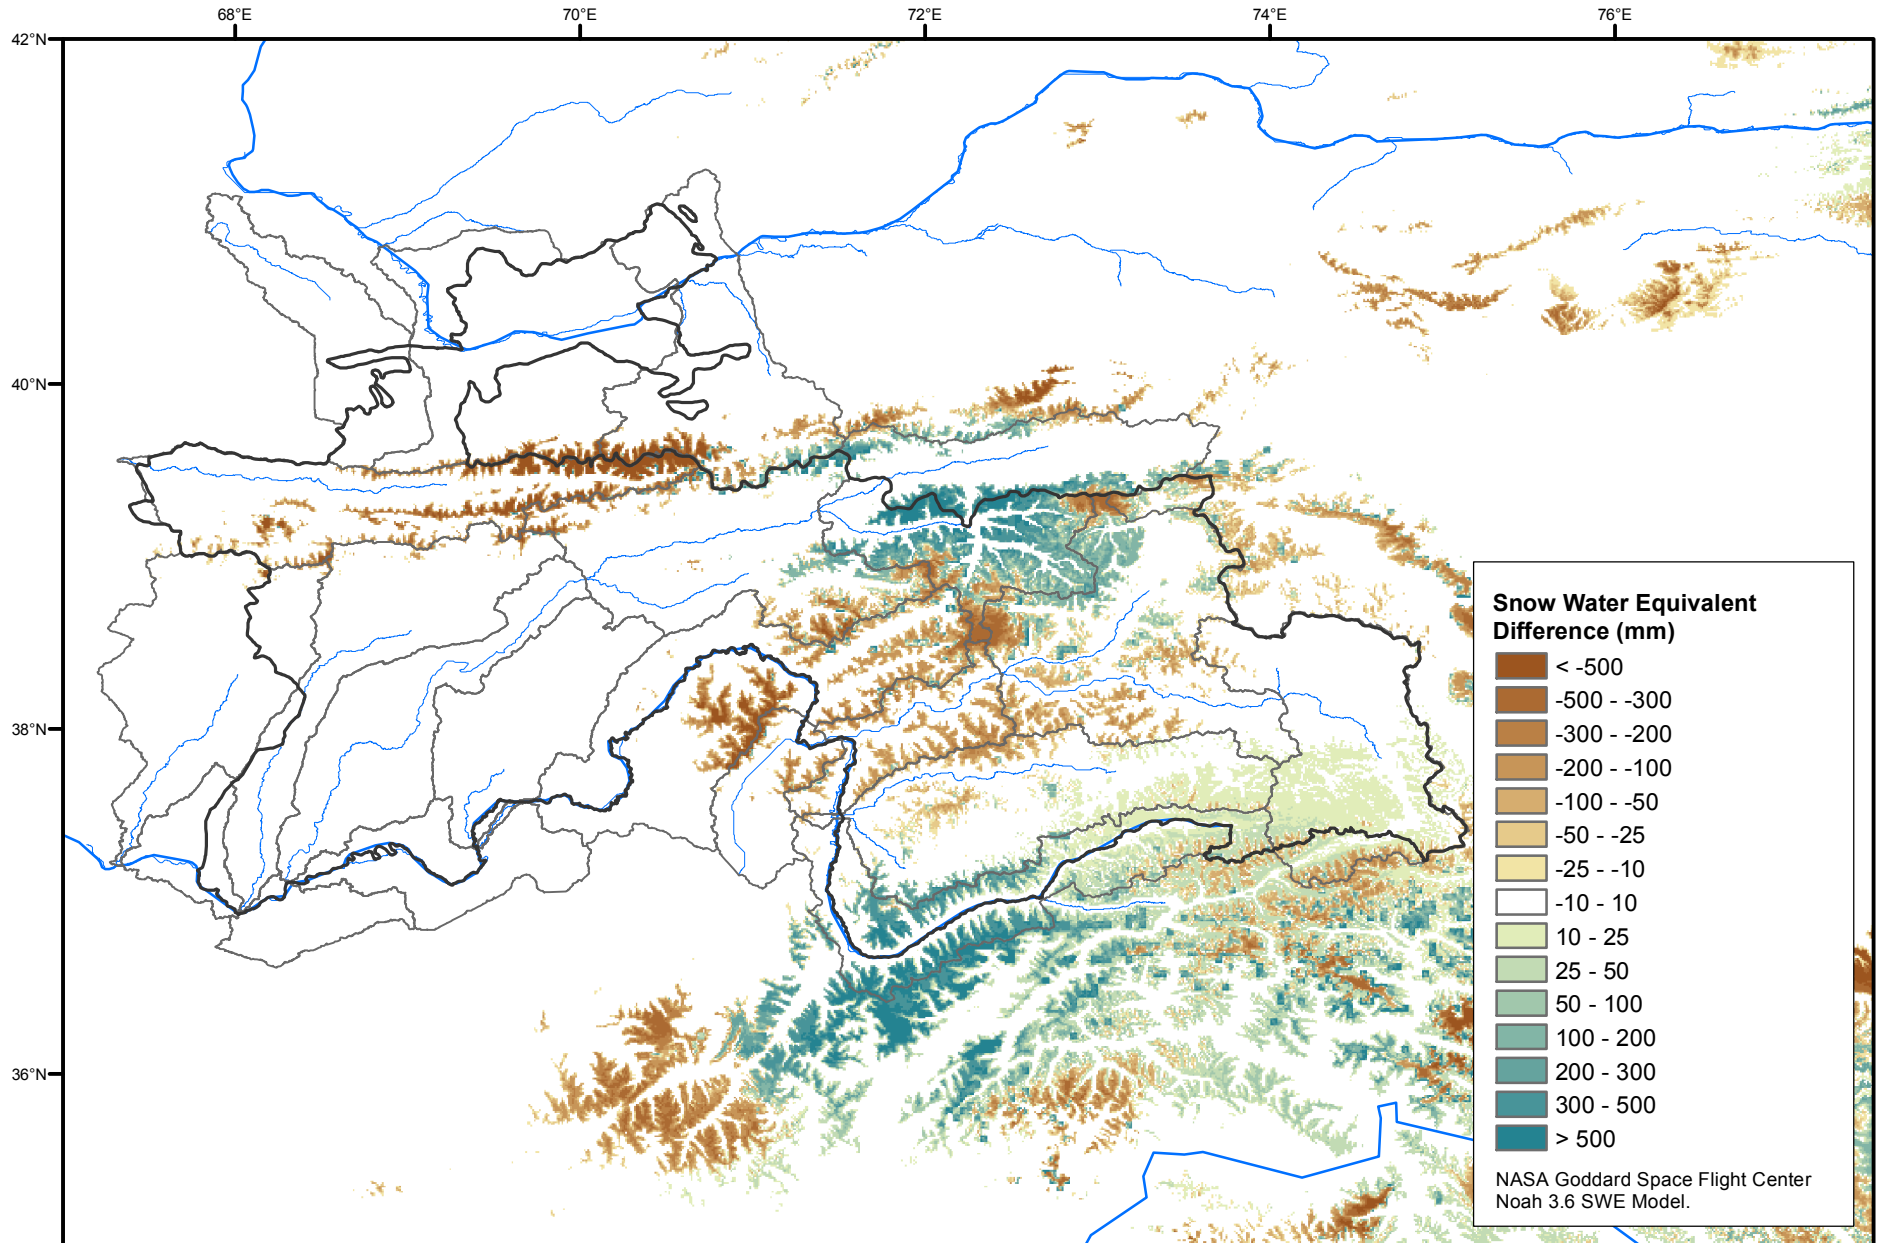 68°E
70°E
72°E
74°E
76°E
42°N
40°N
38°N
36°N
Snow Water Equivalent
Difference (mm)
< -500
-500 - -300
-300 - -200
-200 - -100
-100 - -50
-50 - -25
-25 - -10
-10 - 10
10 - 25
25 - 50
50 - 100
100 - 200
200 - 300
300 - 500
> 500
NASA Goddard Space Flight Center
Noah 3.6 SWE Model.